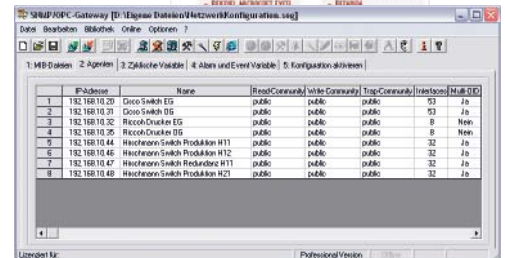 SNMP/OPC-Gateway [D:\Eigene Dateien\Netzwerkkonfiguration.seg]
Datei Bearbeiten Bibliothek Online Optionen ?
1: MIB-Dateien 2: Agenten 3: Zyklische Variable 4: Alarm und Event Variable 5: Konfiguration aktivieren
IP-Adresse Name Read-Community Write-Community Trap-Community Interfaces Multi-OID
1 192.168.10.20 Cisco Switch EG public public public 53 Ja
2 192.168.10.31 Cisco Switch OG public public public 53 Ja
3 192.168.10.32 Riccoh Drucker EG public public public 8 Nein
4 192.168.10.35 Riccoh Drucker OG public public public 8 Nein
5 192.168.10.44 Hirschmann Switch Produktion H11 public public public 32 Ja
6 192.168.10.46 Hirschmann Switch Produktion H12 public public public 32 Ja
7 192.168.10.47 Hirschmann Switch Redundanz H11 public public public 32 Ja
8 192.168.10.48 Hirschmann Switch Produktion H21 public public public 32 Ja
Lizenziert für: Professional Version